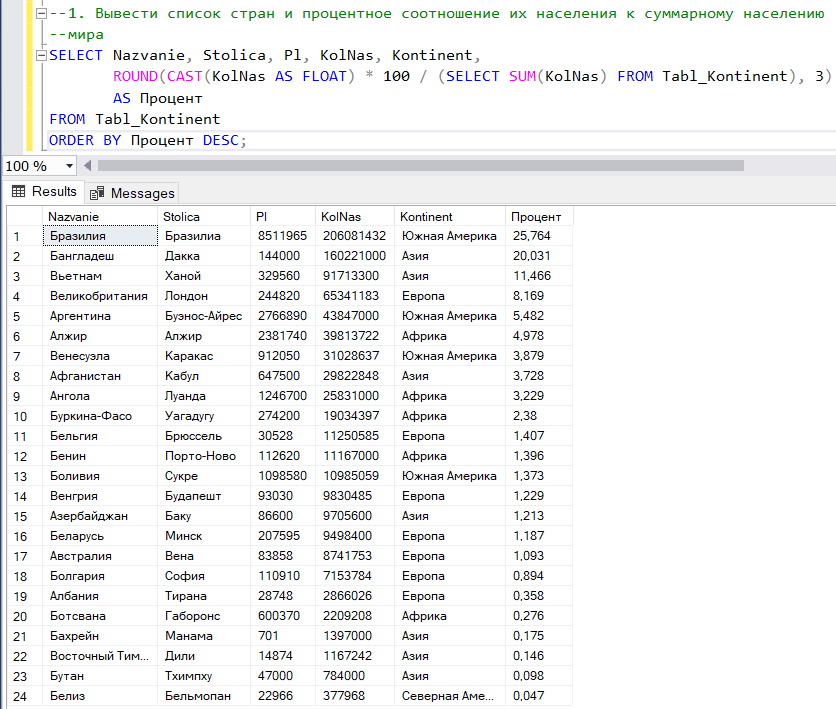 --1. Вывести список стран и процентное соотношение их населения к суммарному населению
--мира
SELECT Nazvanie, Stolica, Pl, KolNas, Kontinent,
ROUND(CAST(KolNas AS FLOAT) * 100 / (SELECT SUM(KolNas) FROM Tabl_Kontinent), 3)
AS Процент
FROM Tabl_Kontinent
ORDER BY Процент DESC;
100 %
Results Messages
Nazvanie Stolica Pl KolNas Kontinent Процент
1 Бразилия Бразилиа 8511965 206081432 Южная Америка 25,764
2 Бангладеш Дакка 144000 160221000 Азия 20,031
3 Вьетнам Ханой 329560 91713300 Азия 11,466
4 Великобритания Лондон 244820 65341183 Европа 8,169
5 Аргентина Буэнос-Айрес 2766890 43847000 Южная Америка 5,482
6 Алжир Алжир 2381740 39813722 Африка 4,978
7 Венесуэла Каракас 912050 31028637 Южная Америка 3,879
8 Афганистан Кабул 647500 29822848 Азия 3,728
9 Ангола Луанда 1246700 25831000 Африка 3,229
10 Буркина-Фасо Уагадугу 274200 19034397 Африка 2,38
11 Бельгия Брюссель 30528 11250585 Европа 1,407
12 Бенин Порто-Ново 112620 11167000 Африка 1,396
13 Боливия Сукре 1098580 10985059 Южная Америка 1,373
14 Венгрия Будапешт 93030 9830485 Европа 1,229
15 Азербайджан Баку 86600 9705600 Азия 1,213
16 Беларусь Минск 207595 9498400 Европа 1,187
17 Австралия Вена 83858 8741753 Европа 1,093
18 Болгария София 110910 7153784 Европа 0,894
19 Албания Тирана 28748 2866026 Европа 0,358
20 Ботсвана Габоронс 600370 2209208 Африка 0,276
21 Бахрейн Манама 701 1397000 Азия 0,175
22 Восточный Тим... Дили 14874 1167242 Азия 0,146
23 Бутан Тхимпху 47000 784000 Азия 0,098
24 Белиз Бельмопан 22966 377968 Северная Аме... 0,047